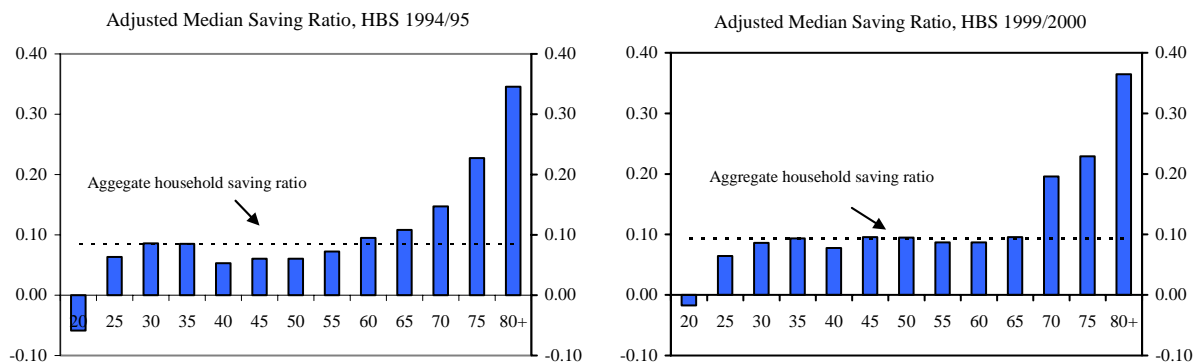 Adjusted Median Saving Ratio, HBS 1994/95
0.40 0.40
0.30 0.30
0.20 0.20
Aggegate household saving ratio
0.10 0.10
0.00 0.00
20 25 30 35 40 45 50 55 60 65 70 75 80+
-0.10 -0.10
Adjusted Median Saving Ratio, HBS 1999/2000
0.40 0.40
0.30 0.30
0.20 0.20
Aggregate household saving ratio
0.10 0.10
0.00 0.00
20 25 30 35 40 45 50 55 60 65 70 75 80+
-0.10 -0.10